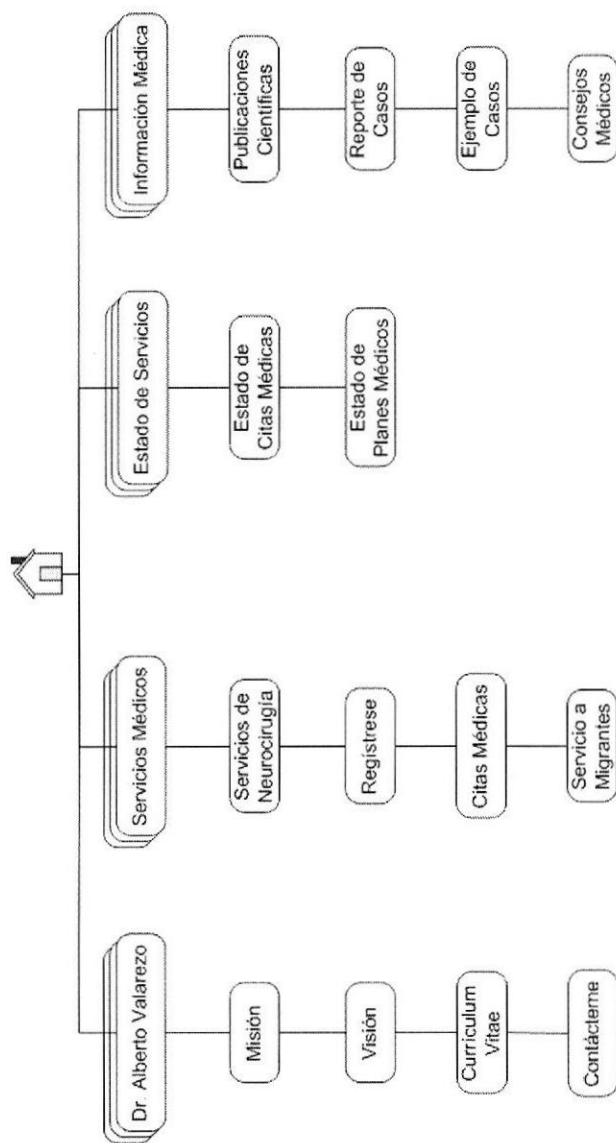 Dr. Alberto Valarezo
Misión
Visión
Curriculum
Vitae
Contácteme
Servicios Médicos
Servicios de
Neurocirugía
Regístrese
Citas Médicas
Servicio a
Migrantes
Estado de Servicios
Estado de
Citas Médicas
Estado de
Planes Médicos
Información Médica
Publicaciones
Científicas
Reporte de
Casos
Ejemplo de
Casos
Consejos
Médicos